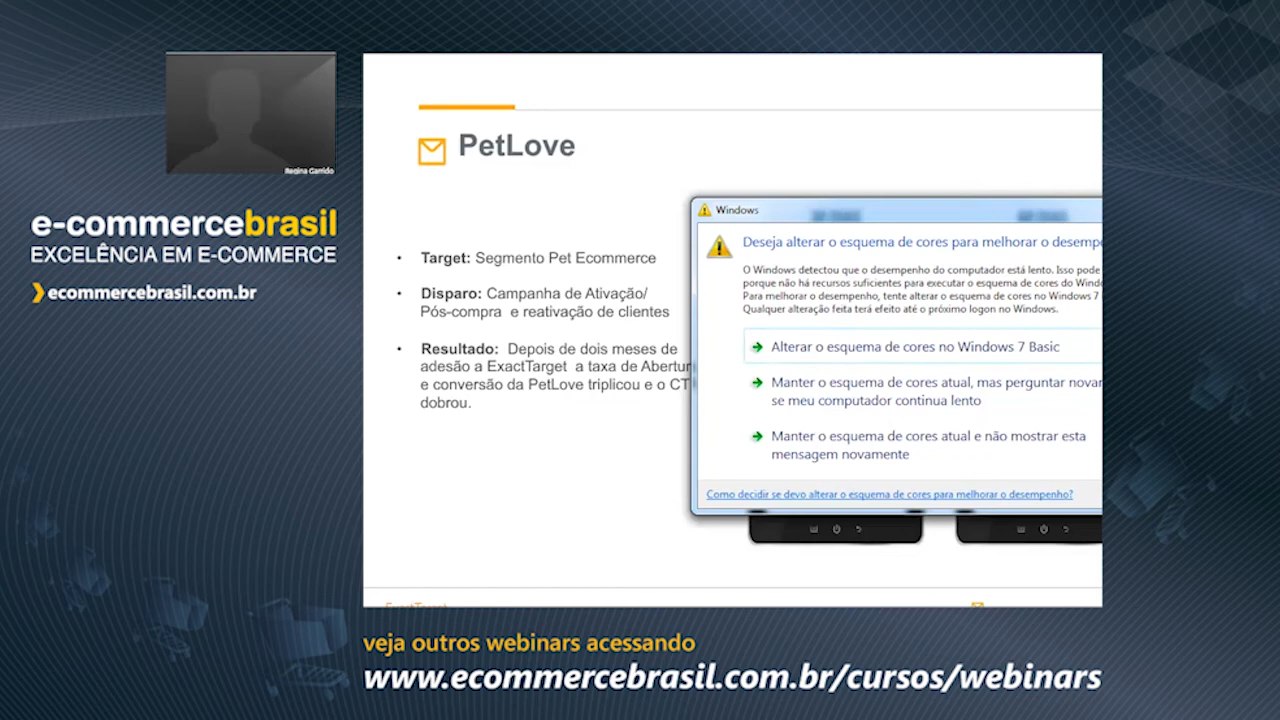 Regina Garrido
e-commercebrasil
EXCELÊNCIA EM E-COMMERCE
ecommercebrasil.com.br
PetLove
• Target: Segmento Pet Ecommerce
• Disparo: Campanha de Ativação/
Pós-compra e reativação de clientes
• Resultado: Depois de dois meses de
adesão a ExactTarget a taxa de Abertur
e conversão da PetLove triplicou e o CT
dobrou.
Windows
Deseja alterar o esquema de cores para melhorar o desempe
O Windows detectou que o desempenho do computador está lento. Isso pode
porque não há recursos suficientes para executar o esquema de cores do Windo
Para melhorar o desempenho, tente alterar o esquema de cores no Windows 7
Qualquer alteração feita terá efeito até o próximo logon no Windows.
Alterar o esquema de cores no Windows 7 Basic
Manter o esquema de cores atual, mas perguntar novar
se meu computador continua lento
Manter o esquema de cores atual e não mostrar esta
mensagem novamente
Como decidir se devo alterar o esquema de cores para melhorar o desempenho?
veja outros webinars acessando
www.ecommercebrasil.com.br/cursos/webinars